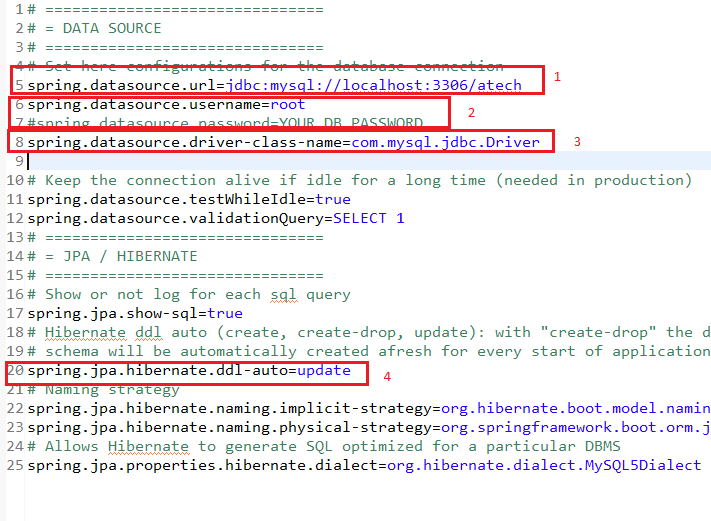 1 # ==============================
2 # = DATA SOURCE
3 # ==============================
4 # Set here configurations for the database connection
5 spring.datasource.url=jdbc:mysql://localhost:3306/atech 1
6 spring.datasource.username=root
7 #spring.datasource.password=YOUR_DB_PASSWORD 2
8 spring.datasource.driver-class-name=com.mysql.jdbc.Driver 3
9
10 # Keep the connection alive if idle for a long time (needed in production)
11 spring.datasource.testWhileIdle=true
12 spring.datasource.validationQuery=SELECT 1
13 # ==============================
14 # = JPA / HIBERNATE
15 # ==============================
16 # Show or not log for each sql query
17 spring.jpa.show-sql=true
18 # Hibernate ddl auto (create, create-drop, update): with "create-drop" the d
19 # schema will be automatically created afresh for every start of application
20 spring.jpa.hibernate.ddl-auto=update 4
21 # Naming strategy
22 spring.jpa.hibernate.naming.implicit-strategy=org.hibernate.boot.model.namin
23 spring.jpa.hibernate.naming.physical-strategy=org.springframework.boot.orm.j
24 # Allows Hibernate to generate SQL optimized for a particular DBMS
25 spring.jpa.properties.hibernate.dialect=org.hibernate.dialect.MySQL5Dialect